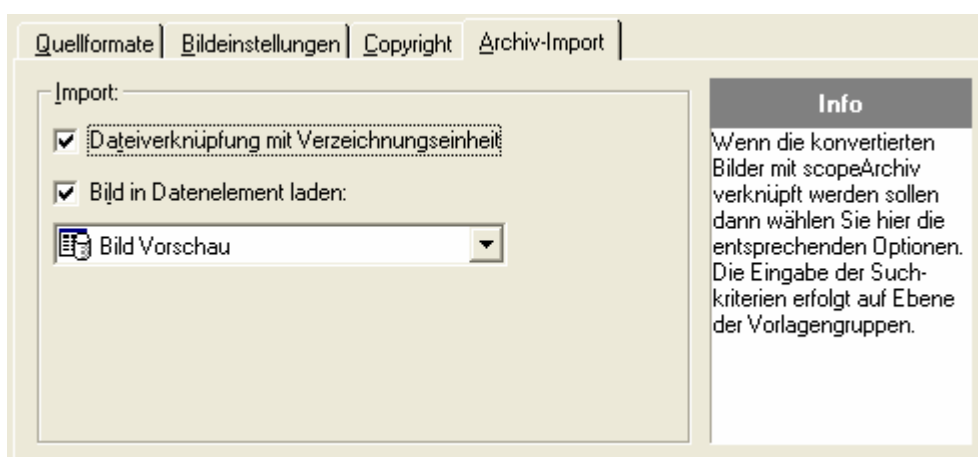 Quellformate Bildeinstellungen Copyright Archiv-Import
Import:
Dateiverknüpfung mit Verzeichnungseinheit
Bild in Datenelement laden:
Bild Vorschau
Info
Wenn die konvertierten
Bilder mit scopeArchiv
verknüpft werden sollen
dann wählen Sie hier die
entsprechenden Optionen.
Die Eingabe der Such-
kriterien erfolgt auf Ebene
der Vorlagengruppen.